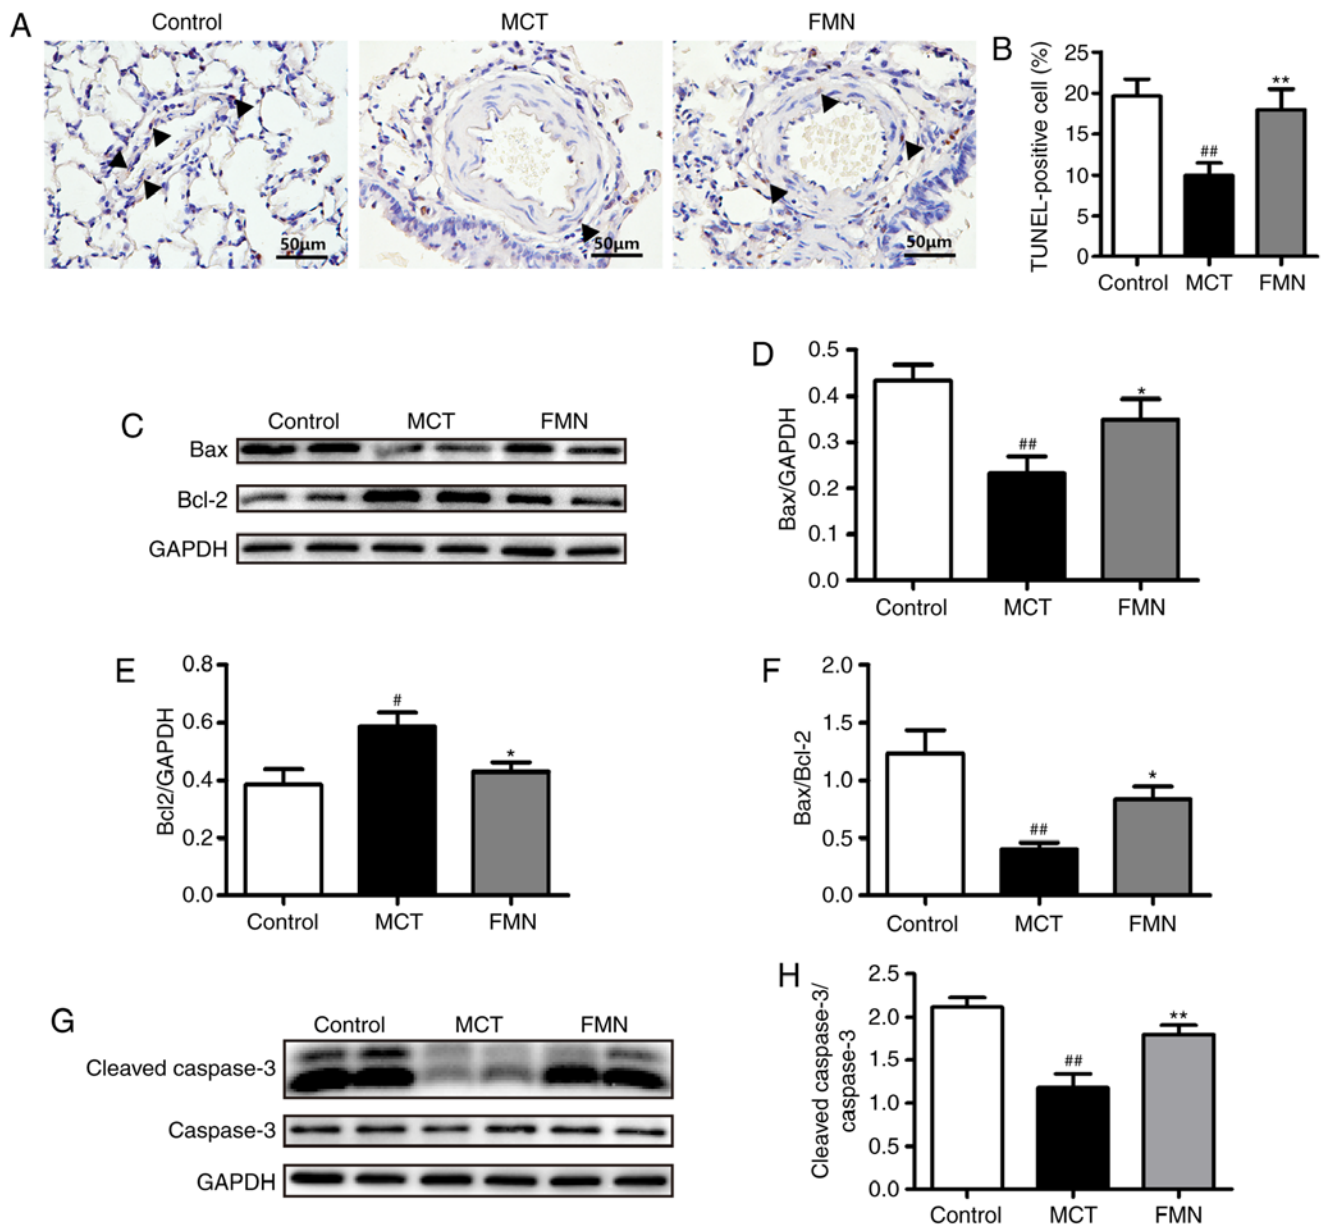 A
Control
MCT
FMN
50μm
50μm
50μm
B
TUNEL-positive cell (%)
25
20
15
10
5
0
##
**
Control
MCT
FMN
C
Control
MCT
FMN
Bax
Bcl-2
GAPDH
D
Bax/GAPDH
0.5
0.4
0.3
0.2
0.1
0.0
##
*
Control
MCT
FMN
E
Bcl2/GAPDH
0.8
0.6
0.4
0.2
0.0
#
*
Control
MCT
FMN
F
Bax/Bcl-2
2.0
1.5
1.0
0.5
0.0
##
*
Control
MCT
FMN
G
Control
MCT
FMN
Cleaved caspase-3
Caspase-3
GAPDH
H
Cleaved caspase-3/
caspase-3
2.5
2.0
1.5
1.0
0.5
0.0
##
**
Control
MCT
FMN